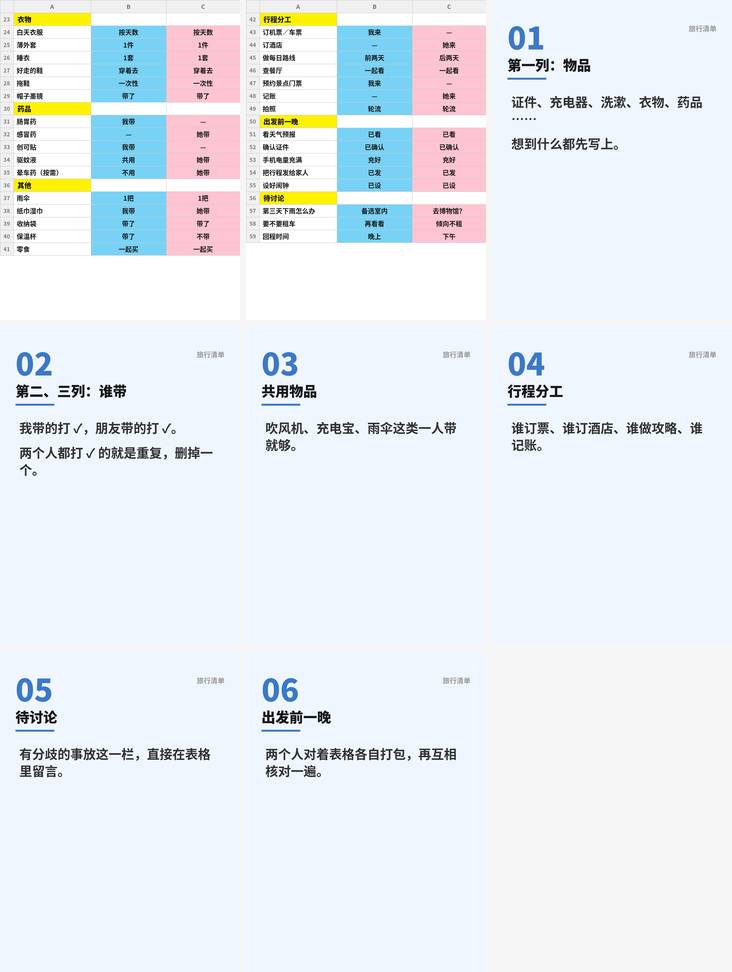 A B C
23 衣物
24 白天衣服 按天数 按天数
25 薄外套 1件 1件
26 睡衣 1套 1套
27 好走的鞋 穿着去 穿着去
28 拖鞋 一次性 一次性
29 帽子墨镜 带了 带了
30 药品
31 肠胃药 我带 —
32 感冒药 — 她带
33 创可贴 我带 —
34 驱蚊液 共用 她带
35 晕车药（按需） 不用 她带
36 其他
37 雨伞 1把 1把
38 纸巾湿巾 我带 她带
39 收纳袋 带了 带了
40 保温杯 带了 不带
41 零食 一起买 一起买
A B C
42 行程分工
43 订机票／车票 我来 —
44 订酒店 — 她来
45 做每日路线 前两天 后两天
46 查餐厅 一起看 一起看
47 预约景点门票 我来 —
48 记账 — 她来
49 拍照 轮流 轮流
50 出发前一晚
51 看天气预报 已看 已看
52 确认证件 已确认 已确认
53 手机电量充满 充好 充好
54 把行程发给家人 已发 已发
55 设好闹钟 已设 已设
56 待讨论
57 第三天下雨怎么办 备选室内 去博物馆？
58 要不要租车 再看看 倾向不租
59 回程时间 晚上 下午
01
旅行清单
第一列：物品
证件、充电器、洗漱、衣物、药品
……
想到什么都先写上。
02
旅行清单
第二、三列：谁带
我带的打 ✓，朋友带的打 ✓。
两个人都打 ✓ 的就是重复，删掉一
个。
03
旅行清单
共用物品
吹风机、充电宝、雨伞这类一人带
就够。
04
旅行清单
行程分工
谁订票、谁订酒店、谁做攻略、谁
记账。
05
旅行清单
待讨论
有分歧的事放这一栏，直接在表格
里留言。
06
旅行清单
出发前一晚
两个人对着表格各自打包，再互相
核对一遍。